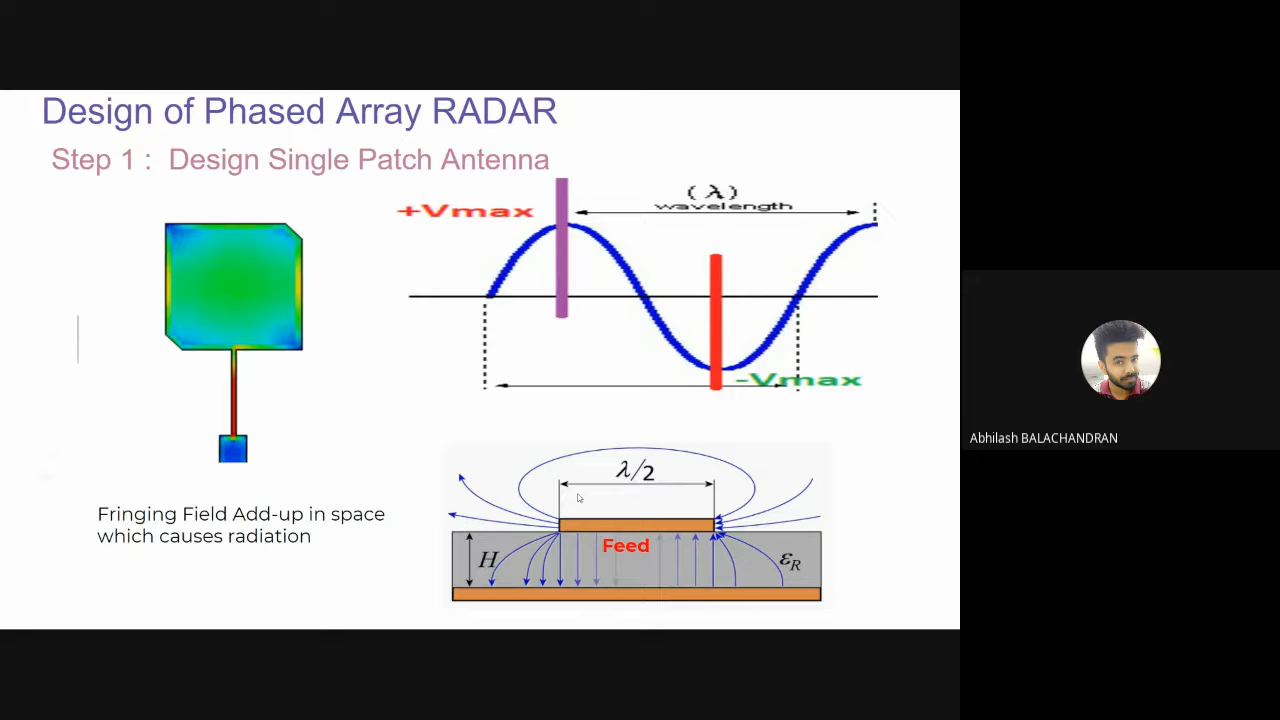 Design of Phased Array RADAR
Step 1 : Design Single Patch Antenna
(λ)
wavelength
+Vmax
-Vmax
λ/2
Feed
H
εR
Fringing Field Add-up in space
which causes radiation
Abhilash BALACHANDRAN